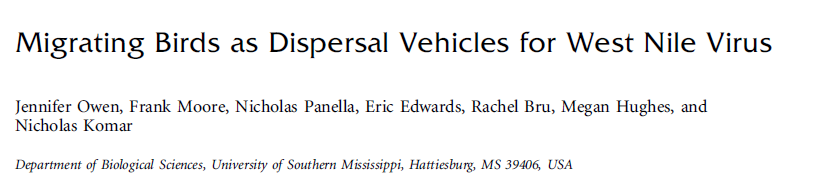 Migrating Birds as Dispersal Vehicles for West Nile Virus
Jennifer Owen, Frank Moore, Nicholas Panella, Eric Edwards, Rachel Bru, Megan Hughes, and
Nicholas Komar
Department of Biological Sciences, University of Southern Mississippi, Hattiesburg, MS 39406, USA